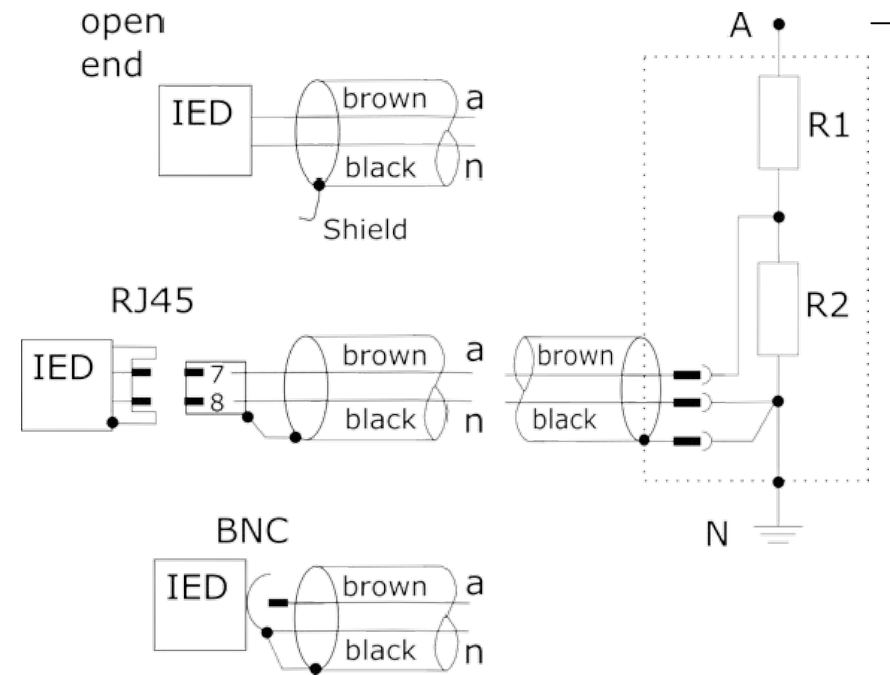 open
end
IED
brown
a
black
n
Shield
A
R1
R2
RJ45
IED
7
8
brown
a
black
n
brown
black
N
BNC
IED
brown
a
black
n